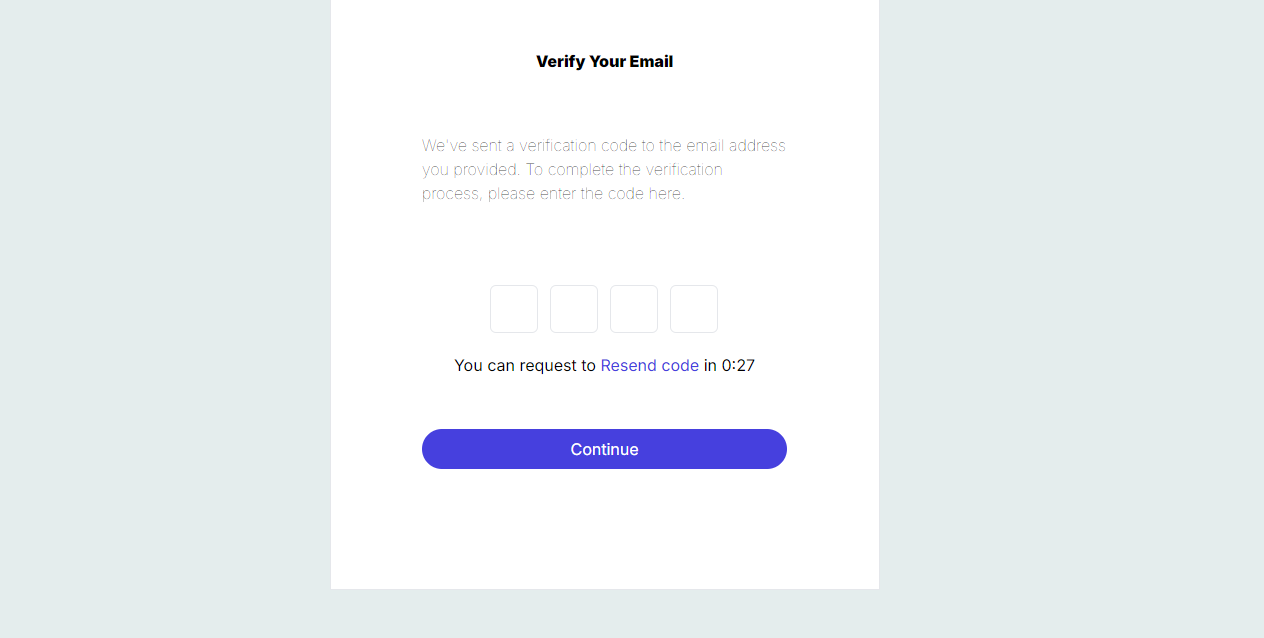 Verify Your Email
We've sent a verification code to the email address
you provided. To complete the verification
process, please enter the code here.
You can request to Resend code in 0:27
Continue